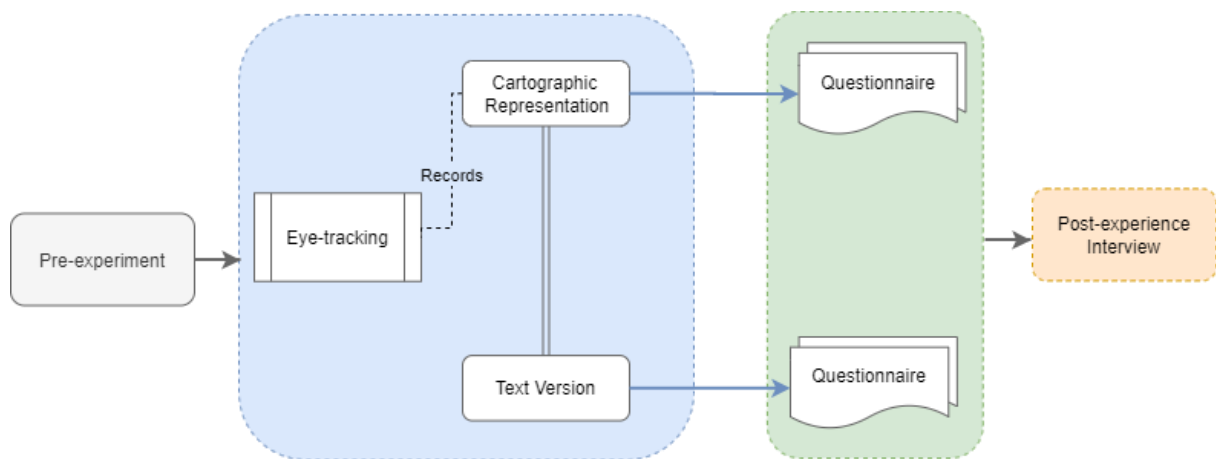 Pre-experiment
Eye-tracking
Records
Cartographic
Representation
Text Version
Questionnaire
Questionnaire
Post-experience
Interview